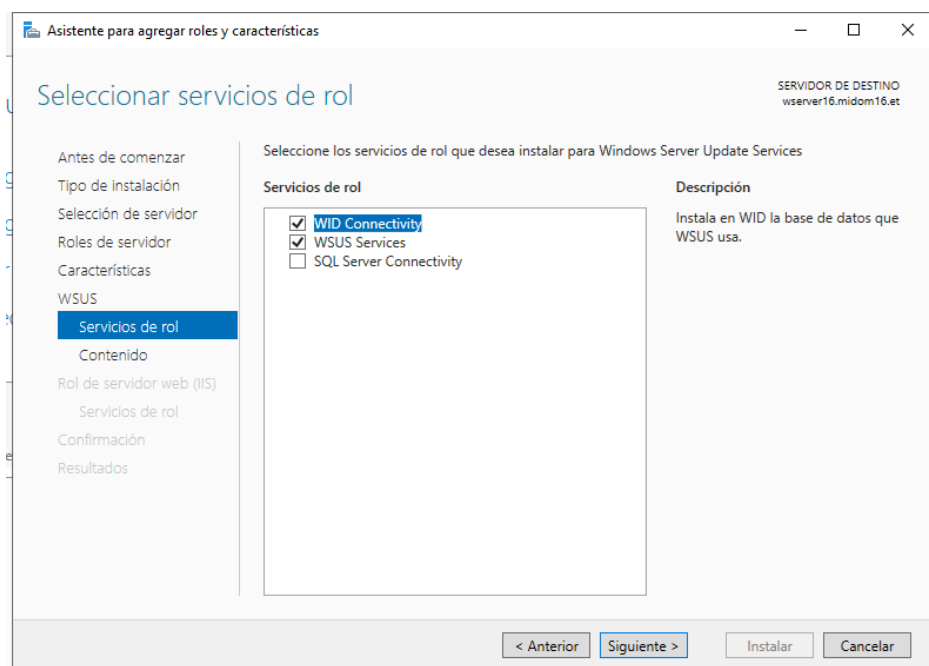 Asistente para agregar roles y características
Seleccionar servicios de rol
SERVIDOR DE DESTINO
wserver16.midom16.et
Antes de comenzar
Tipo de instalación
Selección de servidor
Roles de servidor
Características
WSUS
Servicios de rol
Contenido
Rol de servidor web (IIS)
Servicios de rol
Confirmación
Resultados
Seleccione los servicios de rol que desea instalar para Windows Server Update Services
Servicios de rol
WID Connectivity
WSUS Services
SQL Server Connectivity
Descripción
Instala en WID la base de datos que
WSUS usa.
< Anterior
Siguiente >
Instalar
Cancelar